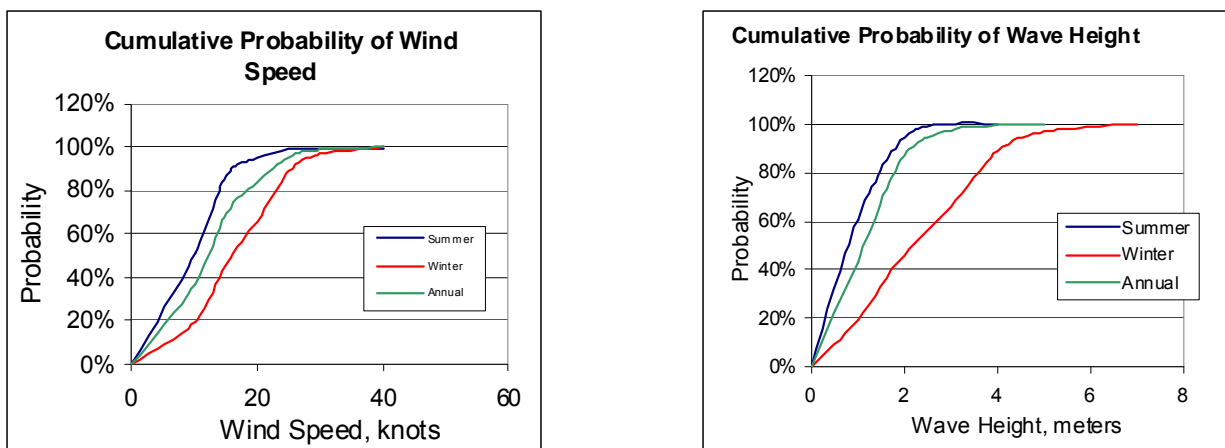 Cumulative Probability of Wind
Speed
120%
100%
80%
60%
40%
20%
0%
Probability
0
20
40
60
Wind Speed, knots
Summer
Winter
Annual
Cumulative Probability of Wave Height
120%
100%
80%
60%
40%
20%
0%
Probability
0
2
4
6
8
Wave Height, meters
Summer
Winter
Annual